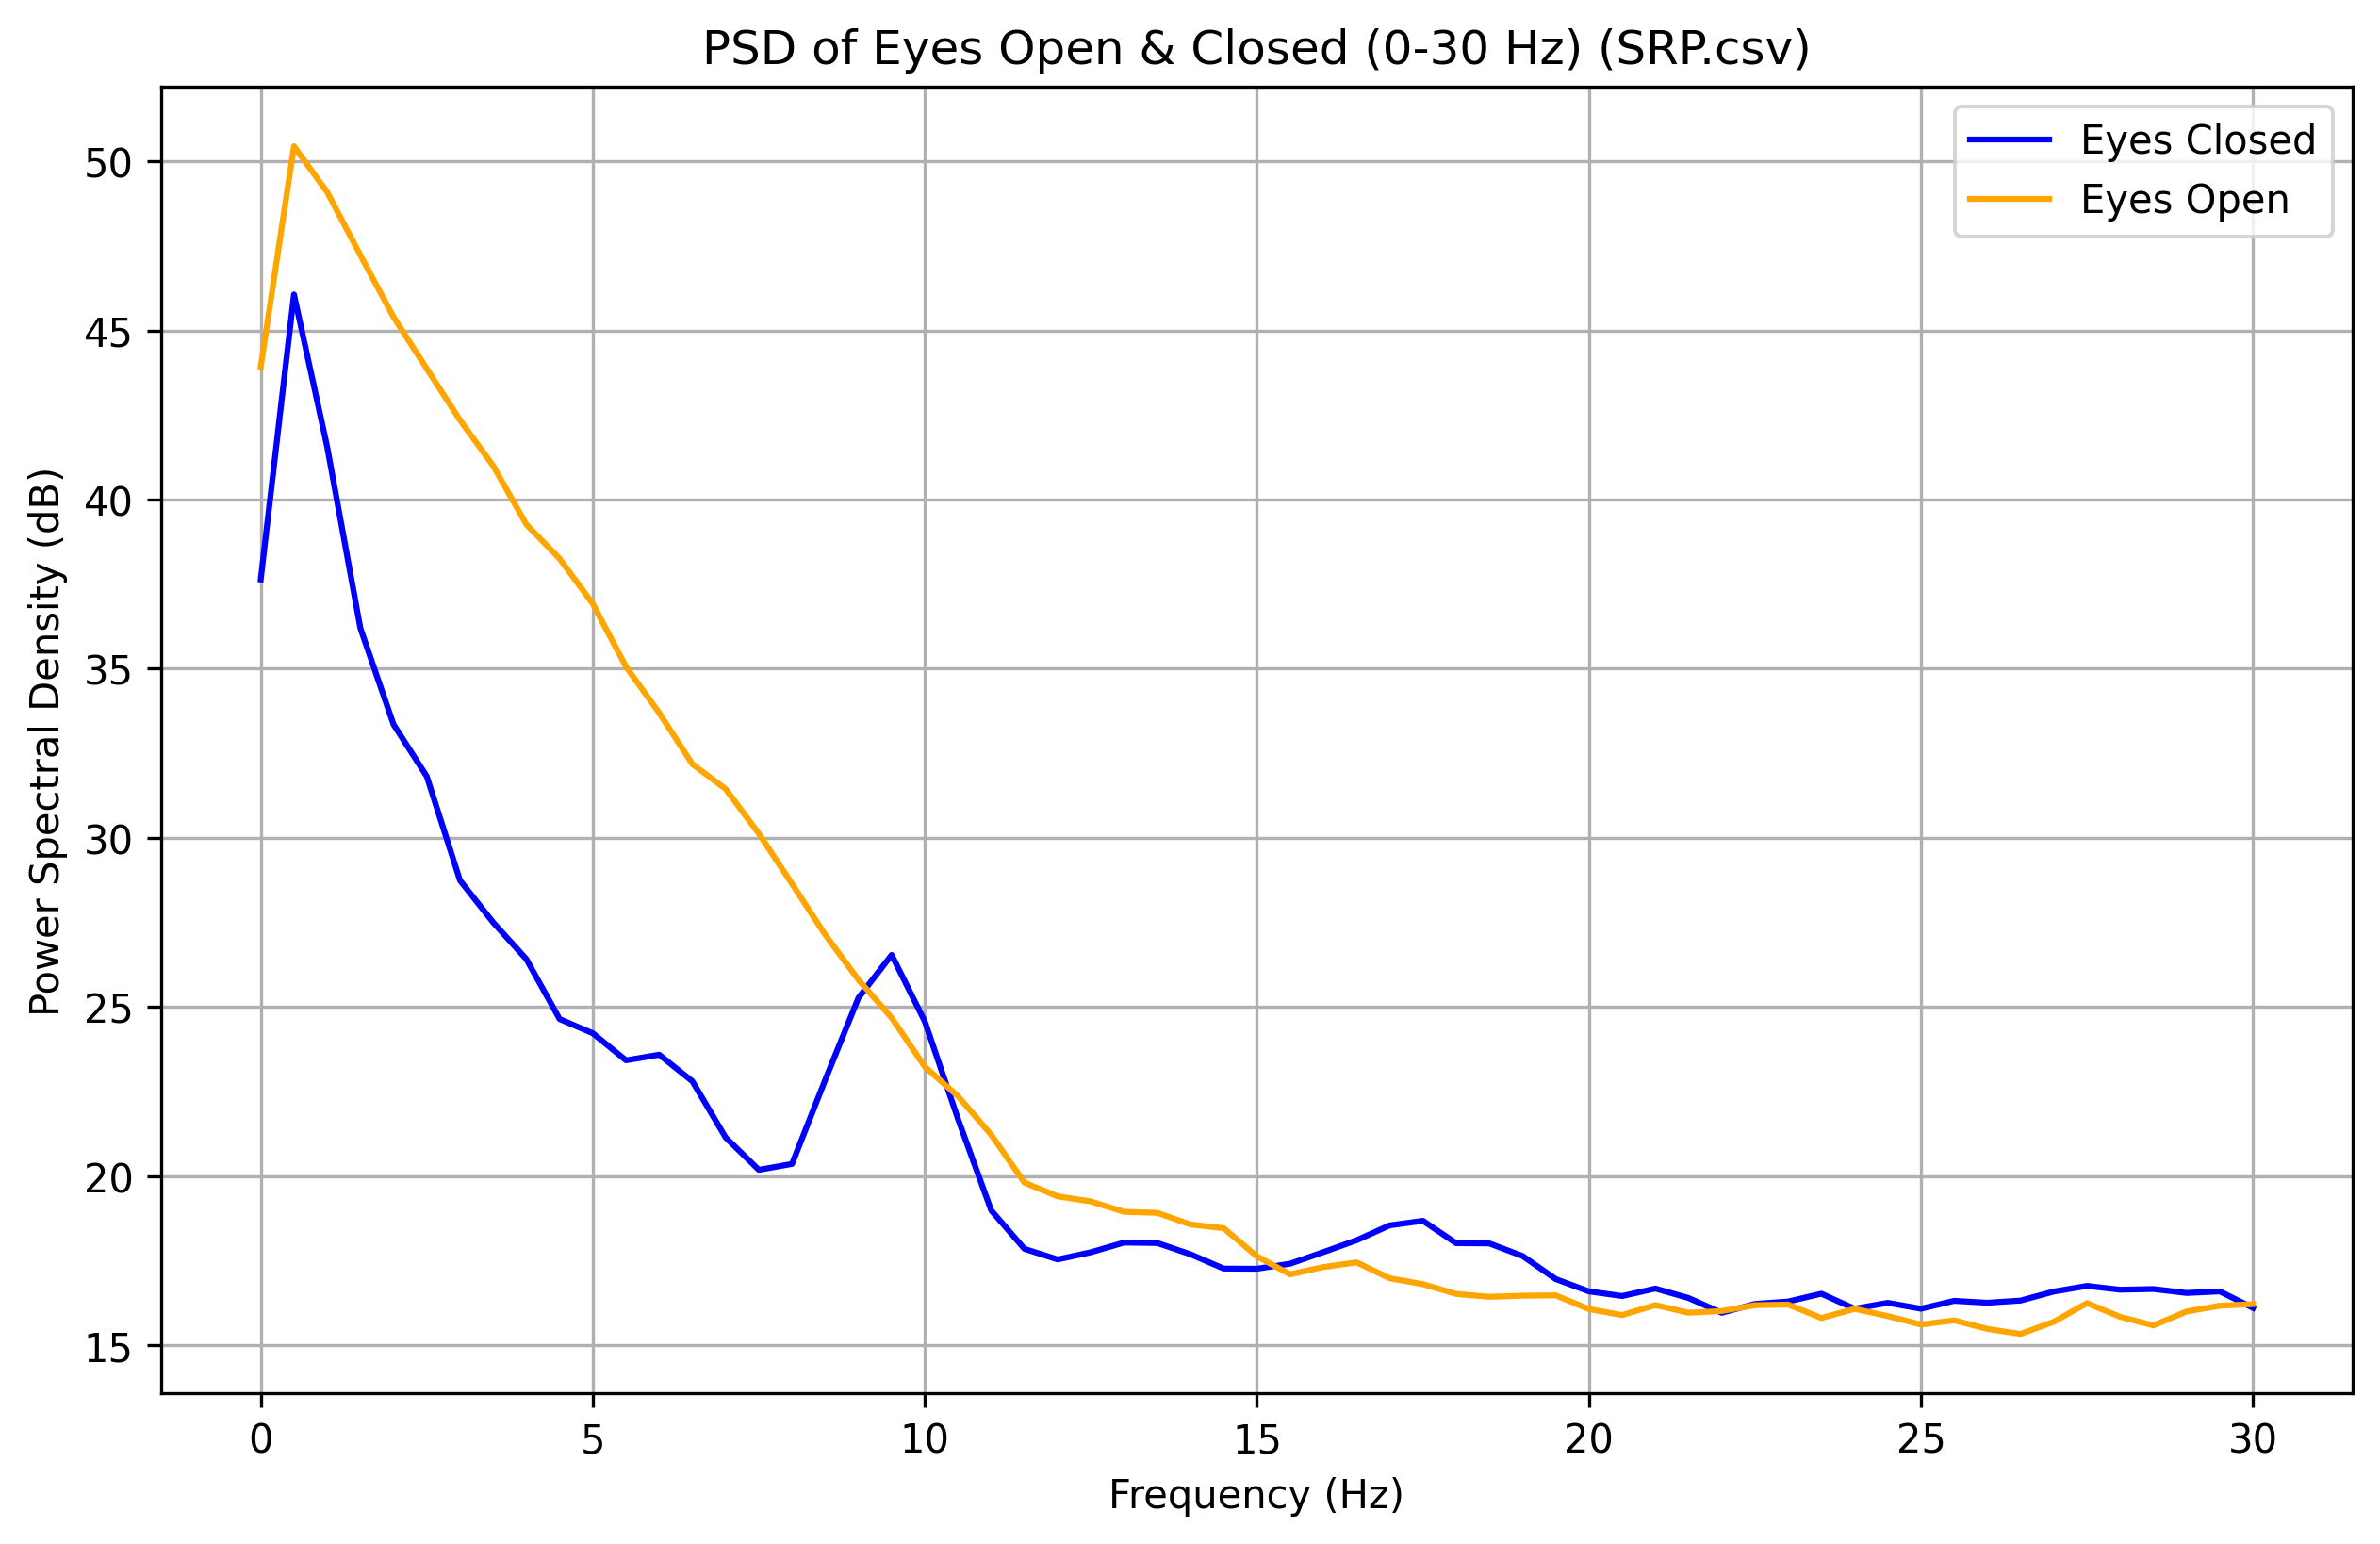 PSD of Eyes Open & Closed (0-30 Hz) (SRP.csv)
Eyes Closed
Eyes Open
Power Spectral Density (dB)
50
45
40
35
30
25
20
15
0 5 10 15 20 25 30
Frequency (Hz)